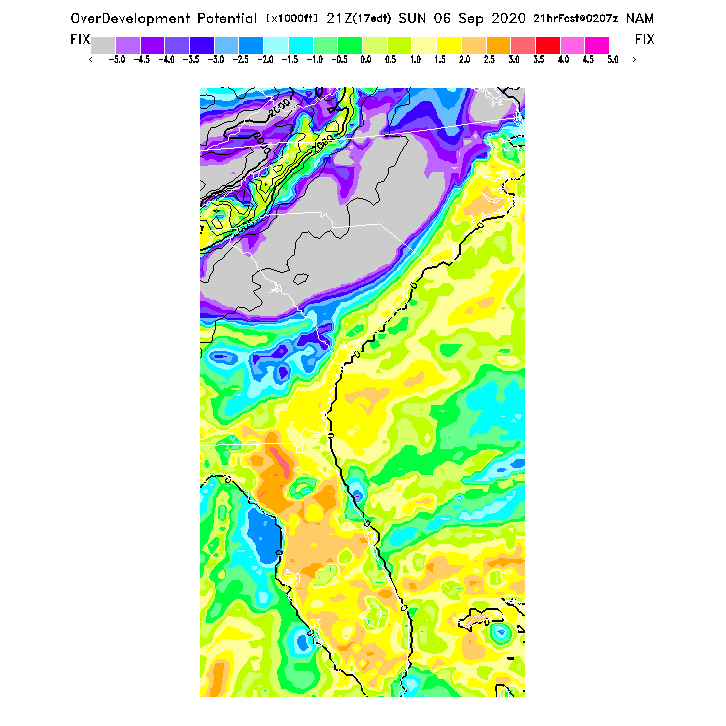 OverDevelopment Potential [x1000ft] 21Z(17edt) SUN 06 Sep 2020 21hrFcst@0207z NAM
FIX FIX
< -5.0 -4.5 -4.0 -3.5 -3.0 -2.5 -2.0 -1.5 -1.0 -0.5 0.0 0.5 1.0 1.5 2.0 2.5 3.0 3.5 4.0 4.5 5.0 >
2000
2000